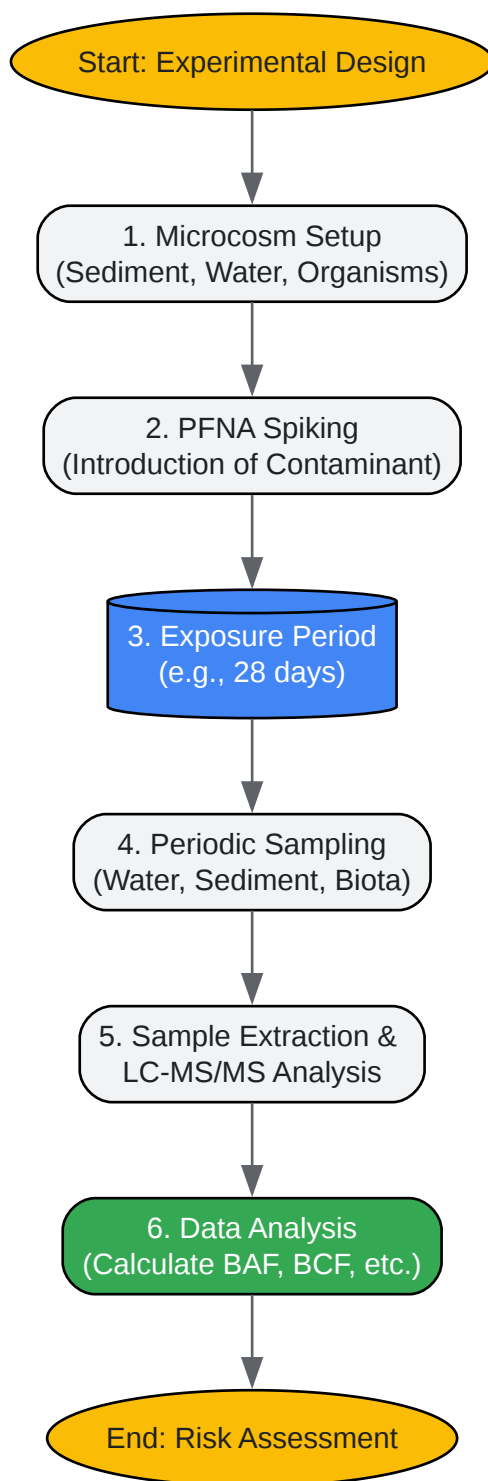 Start: Experimental Design
1. Microcosm Setup
(Sediment, Water, Organisms)
2. PFNA Spiking
(Introduction of Contaminant)
3. Exposure Period
(e.g., 28 days)
4. Periodic Sampling
(Water, Sediment, Biota)
5. Sample Extraction &
LC-MS/MS Analysis
6. Data Analysis
(Calculate BAF, BCF, etc.)
End: Risk Assessment